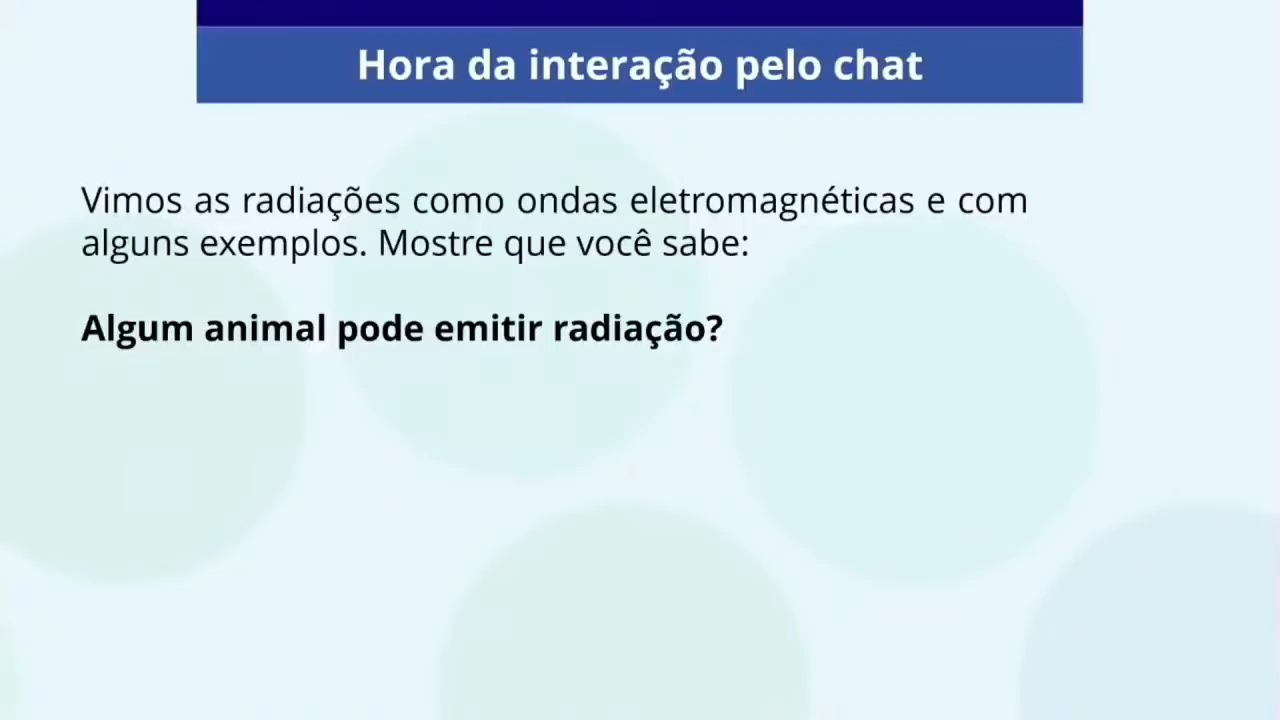 Hora da interação pelo chat
Vimos as radiações como ondas eletromagnéticas e com
alguns exemplos. Mostre que você sabe:
Algum animal pode emitir radiação?